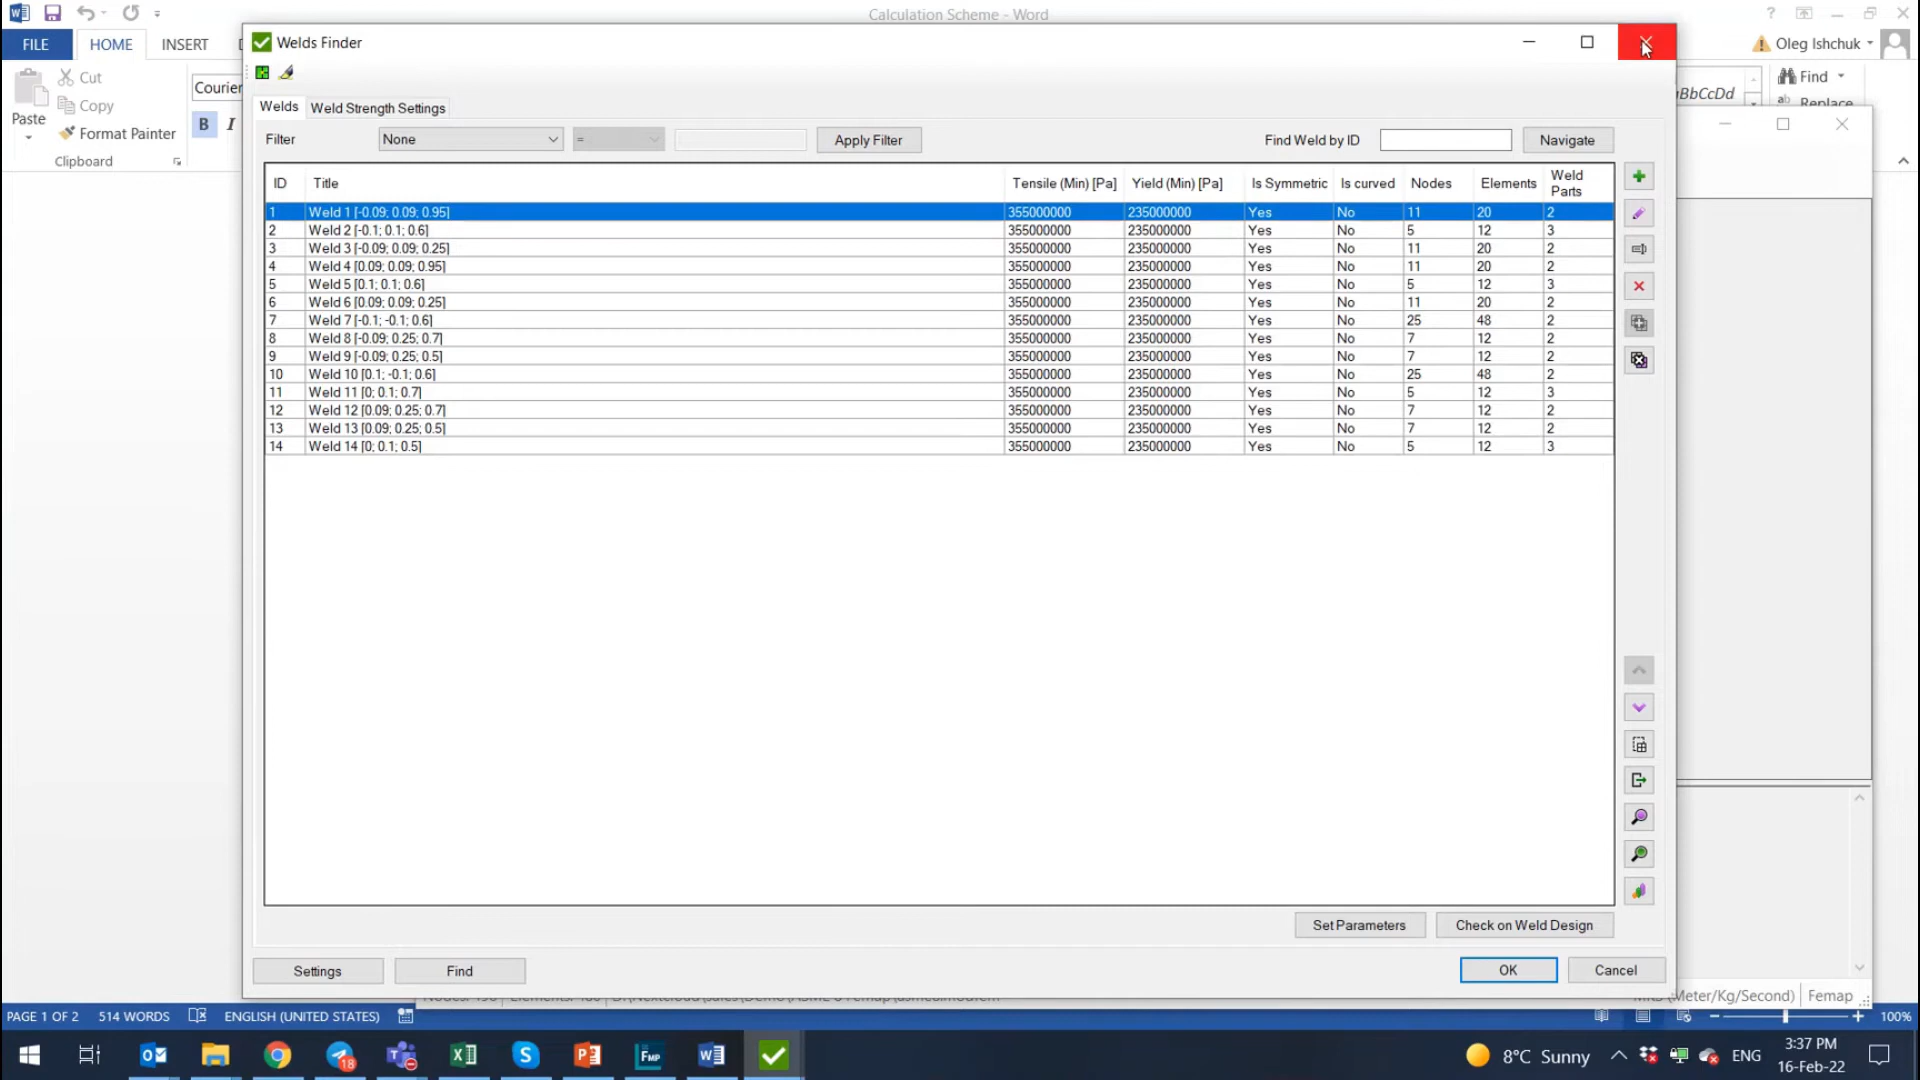 Calculation Scheme - Word
FILE
HOME
INSERT
Oleg Ishchuk
Cut
Copy
Format Painter
Paste
Clipboard
Courier
B
I
Find
Replace
BbCcDd
Welds Finder
Welds
Weld Strength Settings
Filter
None
=
Apply Filter
Find Weld by ID
Navigate
ID Title Tensile (Min) [Pa] Yield (Min) [Pa] Is Symmetric Is curved Nodes Elements Weld Parts
1 Weld 1 [-0.09; 0.09; 0.95] 355000000 235000000 Yes No 11 20 2
2 Weld 2 [-0.1; 0.1; 0.6] 355000000 235000000 Yes No 5 12 3
3 Weld 3 [-0.09; 0.09; 0.25] 355000000 235000000 Yes No 11 20 2
4 Weld 4 [0.09; 0.09; 0.95] 355000000 235000000 Yes No 11 20 2
5 Weld 5 [0.1; 0.1; 0.6] 355000000 235000000 Yes No 5 12 3
6 Weld 6 [0.09; 0.09; 0.25] 355000000 235000000 Yes No 11 20 2
7 Weld 7 [-0.1; -0.1; 0.6] 355000000 235000000 Yes No 25 48 2
8 Weld 8 [-0.09; 0.25; 0.7] 355000000 235000000 Yes No 7 12 2
9 Weld 9 [-0.09; 0.25; 0.5] 355000000 235000000 Yes No 7 12 2
10 Weld 10 [0.1; -0.1; 0.6] 355000000 235000000 Yes No 25 48 2
11 Weld 11 [0; 0.1; 0.7] 355000000 235000000 Yes No 5 12 3
12 Weld 12 [0.09; 0.25; 0.7] 355000000 235000000 Yes No 7 12 2
13 Weld 13 [0.09; 0.25; 0.5] 355000000 235000000 Yes No 7 12 2
14 Weld 14 [0; 0.1; 0.5] 355000000 235000000 Yes No 5 12 3
Set Parameters
Check on Weld Design
Settings
Find
OK
Cancel
(Meter/Kg/Second)
Femap
PAGE 1 OF 2 514 WORDS ENGLISH (UNITED STATES) 100%
18
FMP
8°C Sunny
ENG
3:37 PM
16-Feb-22